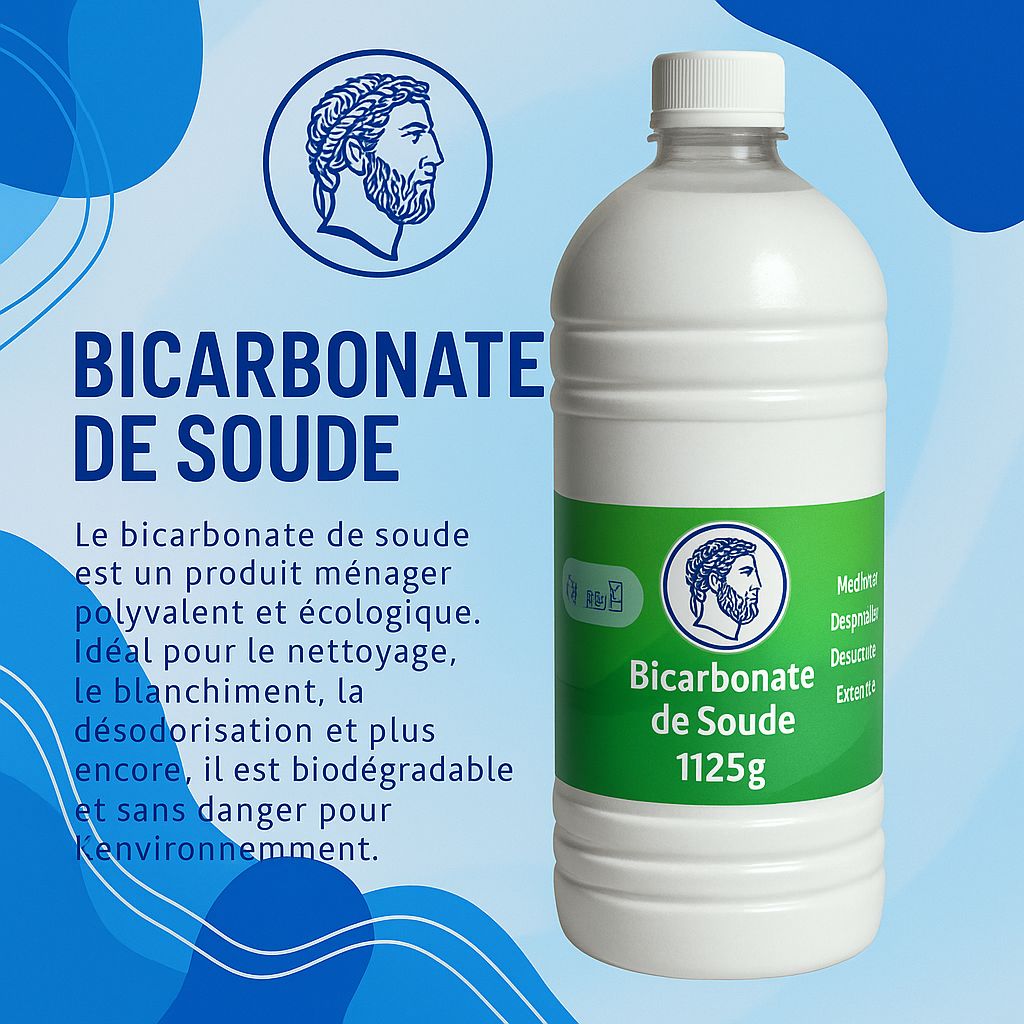 BICARBONATE
DE SOUDE
Le bicarbonate de soude
est un produit ménager
polyvalent et écologique.
Idéal pour le nettoyage,
le blanchiment, la
désodorisation et plus
encore, il est biodégradable
et sans danger pour
Kenvironnemment.
Bicarbonate
de Soude
1125g